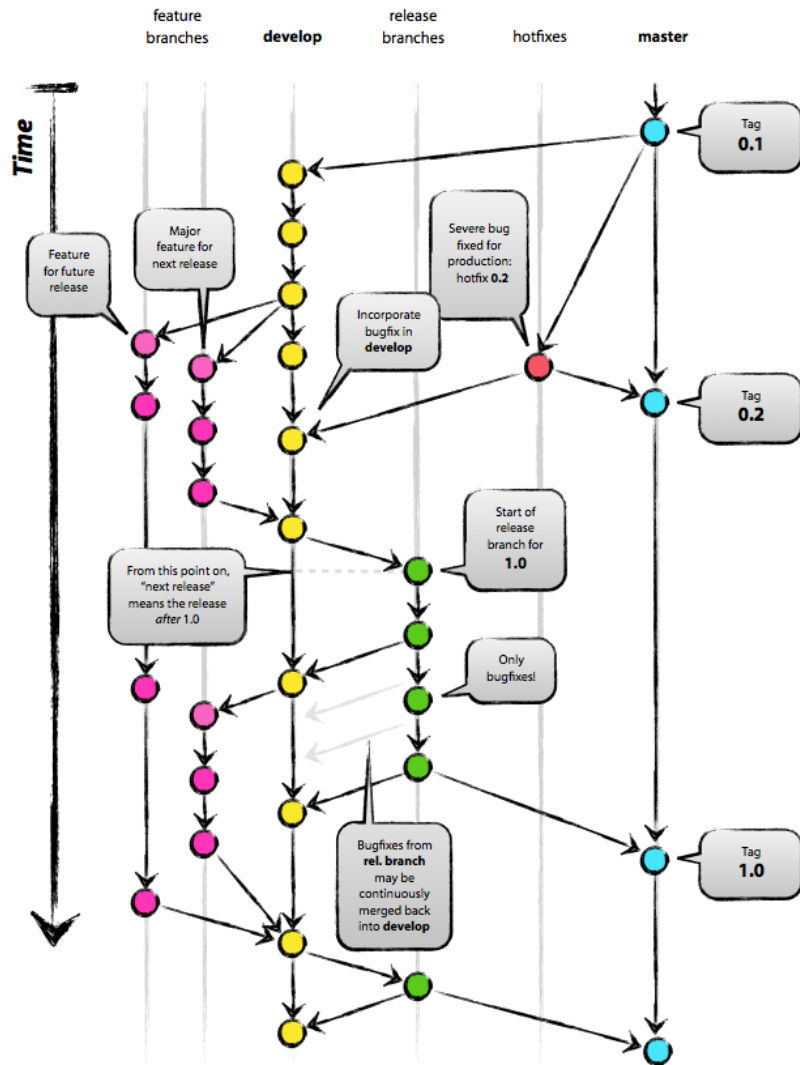 feature
branches
develop
release
branches
hotfixes
master
Time
Tag
0.1
Major
feature for
next release
Severe bug
fixed for
production:
hotfix 0.2
Feature
for future
release
Incorporate
bugfix in
develop
Tag
0.2
Start of
release
branch for
1.0
From this point on,
“next release”
means the release
after 1.0
Only
bugfixes!
Bugfixes from
rel. branch
may be
continuously
merged back
into develop
Tag
1.0